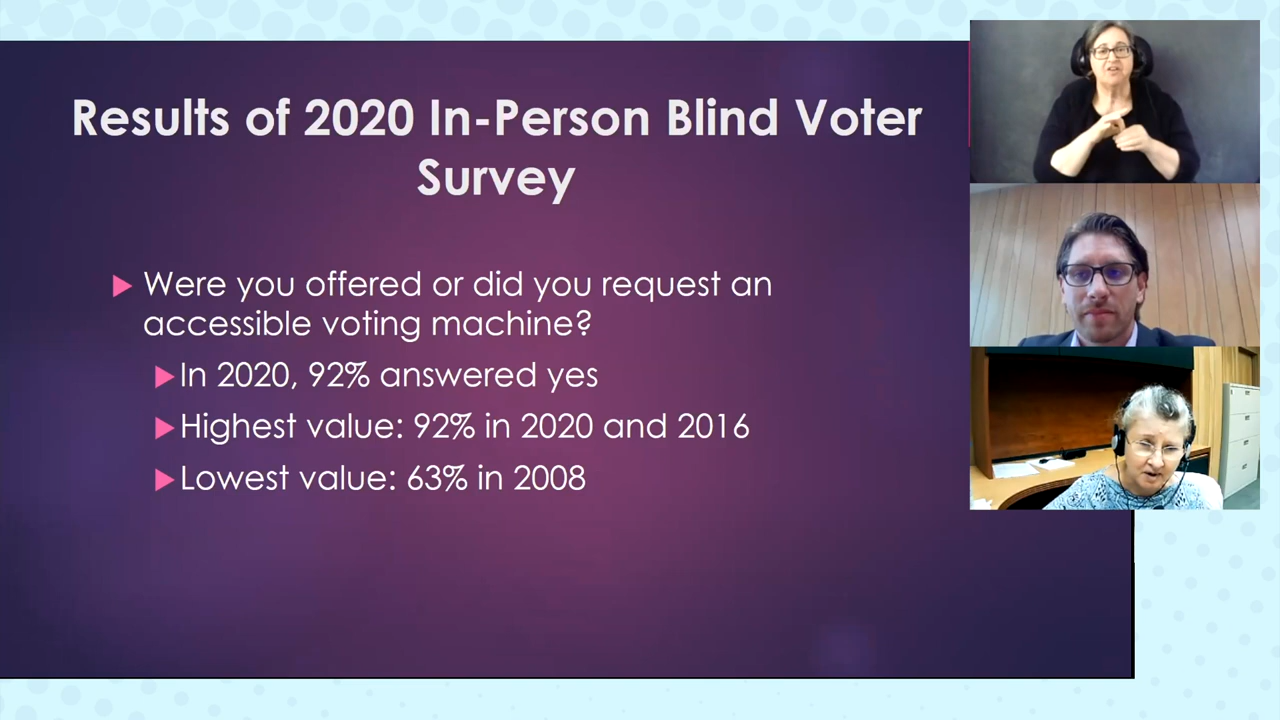 Results of 2020 In-Person Blind Voter
Survey
Were you offered or did you request an
accessible voting machine?
In 2020, 92% answered yes
Highest value: 92% in 2020 and 2016
Lowest value: 63% in 2008